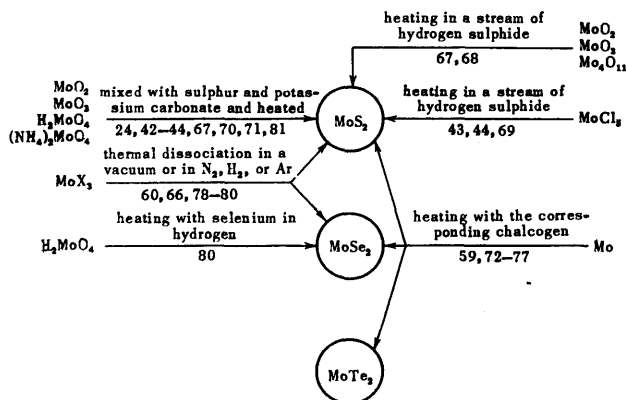 heating in a stream of
hydrogen sulphide
67,68
MoO₂
MoO₃
Mo₄O₁₁
MoO₂
MoO₃
H₂MoO₄
(NH₄)₂MoO₄
mixed with sulphur and potas-
sium carbonate and heated
24, 42—44, 67, 70, 71, 81
MoS₂
heating in a stream of
hydrogen sulphide
43, 44, 69
MoCl₅
MoX₃
thermal dissociation in a
vacuum or in N₂, H₂, or Ar
60, 66, 78—80
H₂MoO₄
heating with selenium in
hydrogen
80
MoSe₂
heating with the corres-
ponding chalcogen
59, 72—77
Mo
MoTe₂